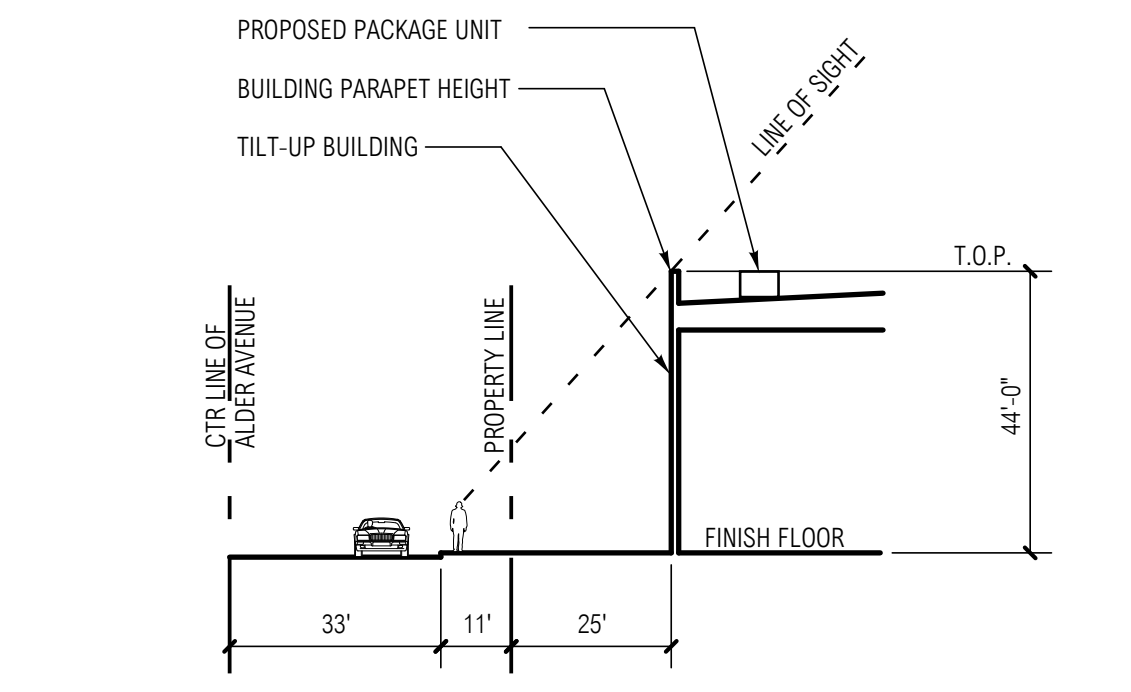 PROPOSED PACKAGE UNIT
BUILDING PARAPET HEIGHT
TILT-UP BUILDING
LINE OF SIGHT
T.O.P.
CTR LINE OF
ALDER AVENUE
PROPERTY LINE
44'-0"
FINISH FLOOR
33'
11'
25'